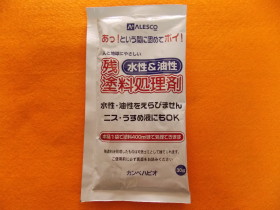 ALESCO
あっ!という間に固めてポイ!
人と地球にやさしい
残
水性&油性
塗料処理剤
水性・油性をえらびません
ニス・うすめ液にもOK
カンペハピオ
30g